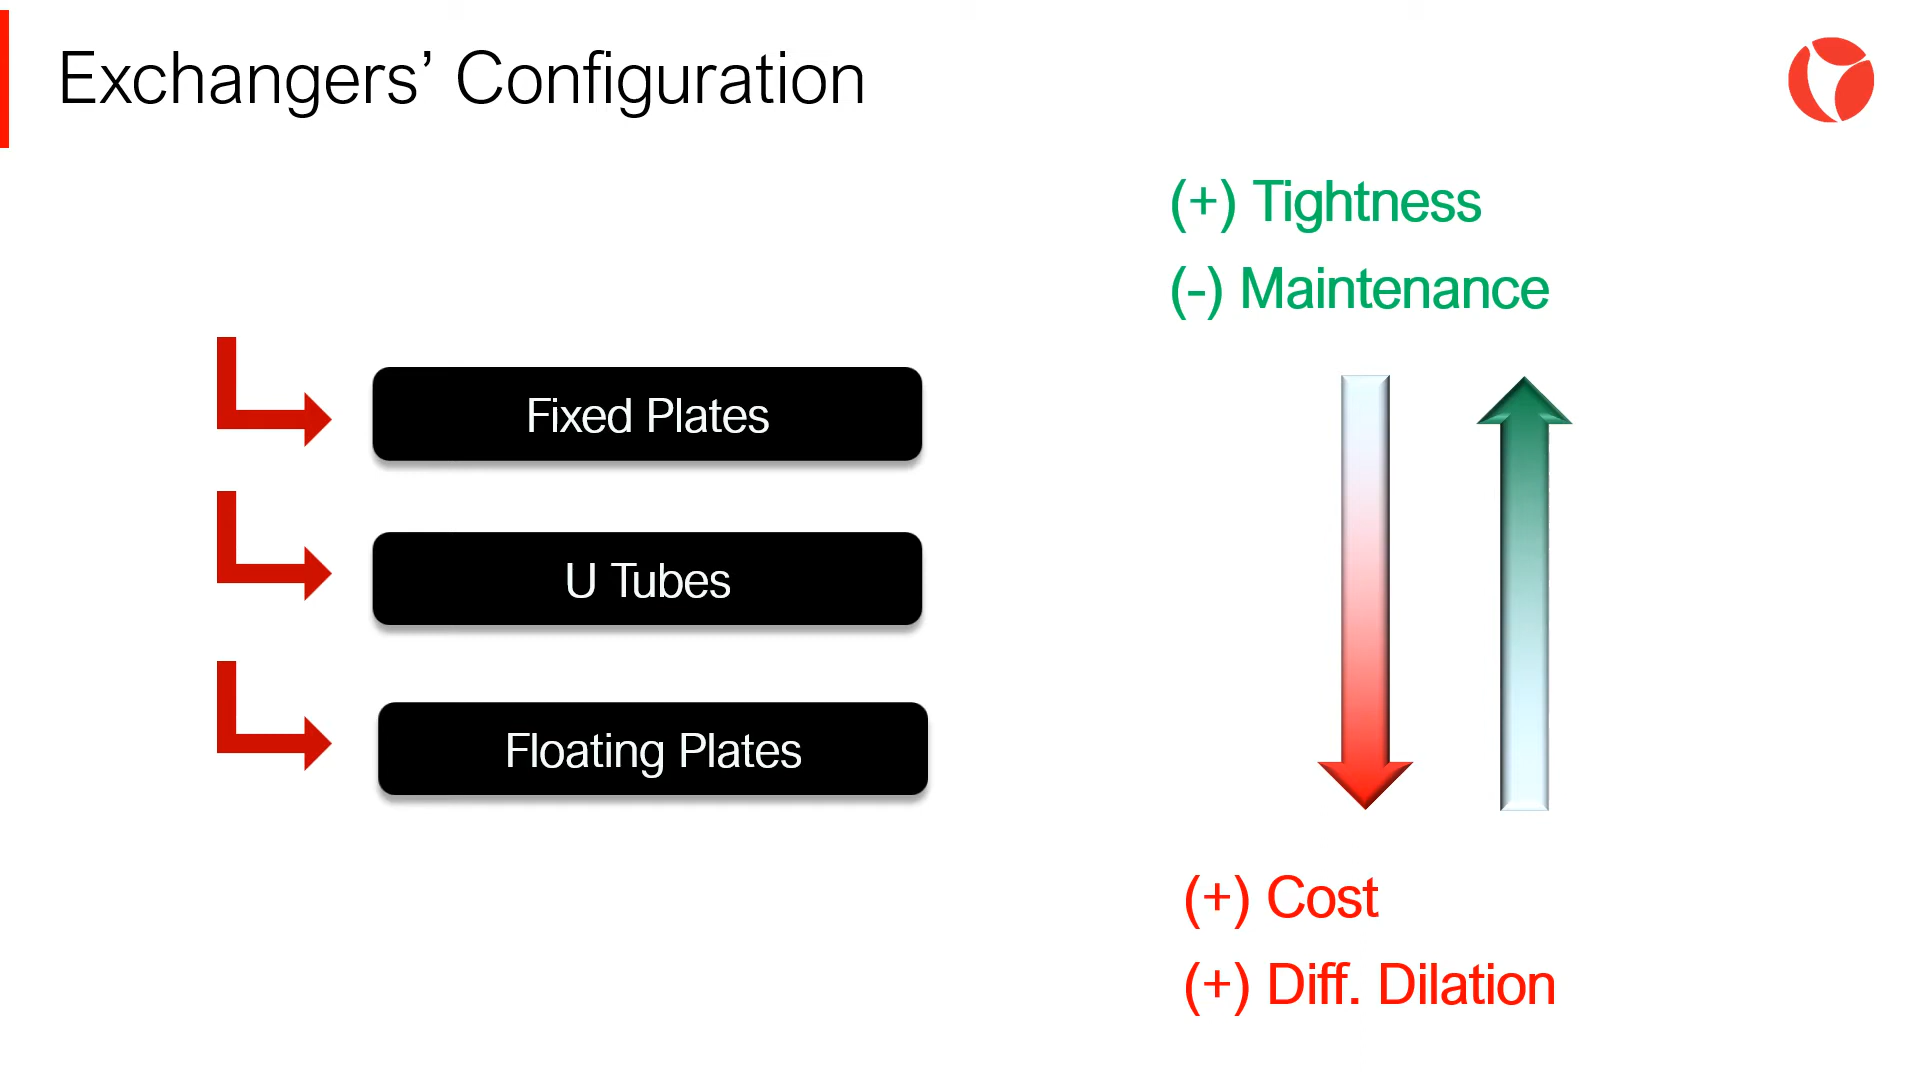 Exchangers’ Configuration
(+) Tightness
(-) Maintenance
Fixed Plates
U Tubes
Floating Plates
(+) Cost
(+) Diff. Dilation